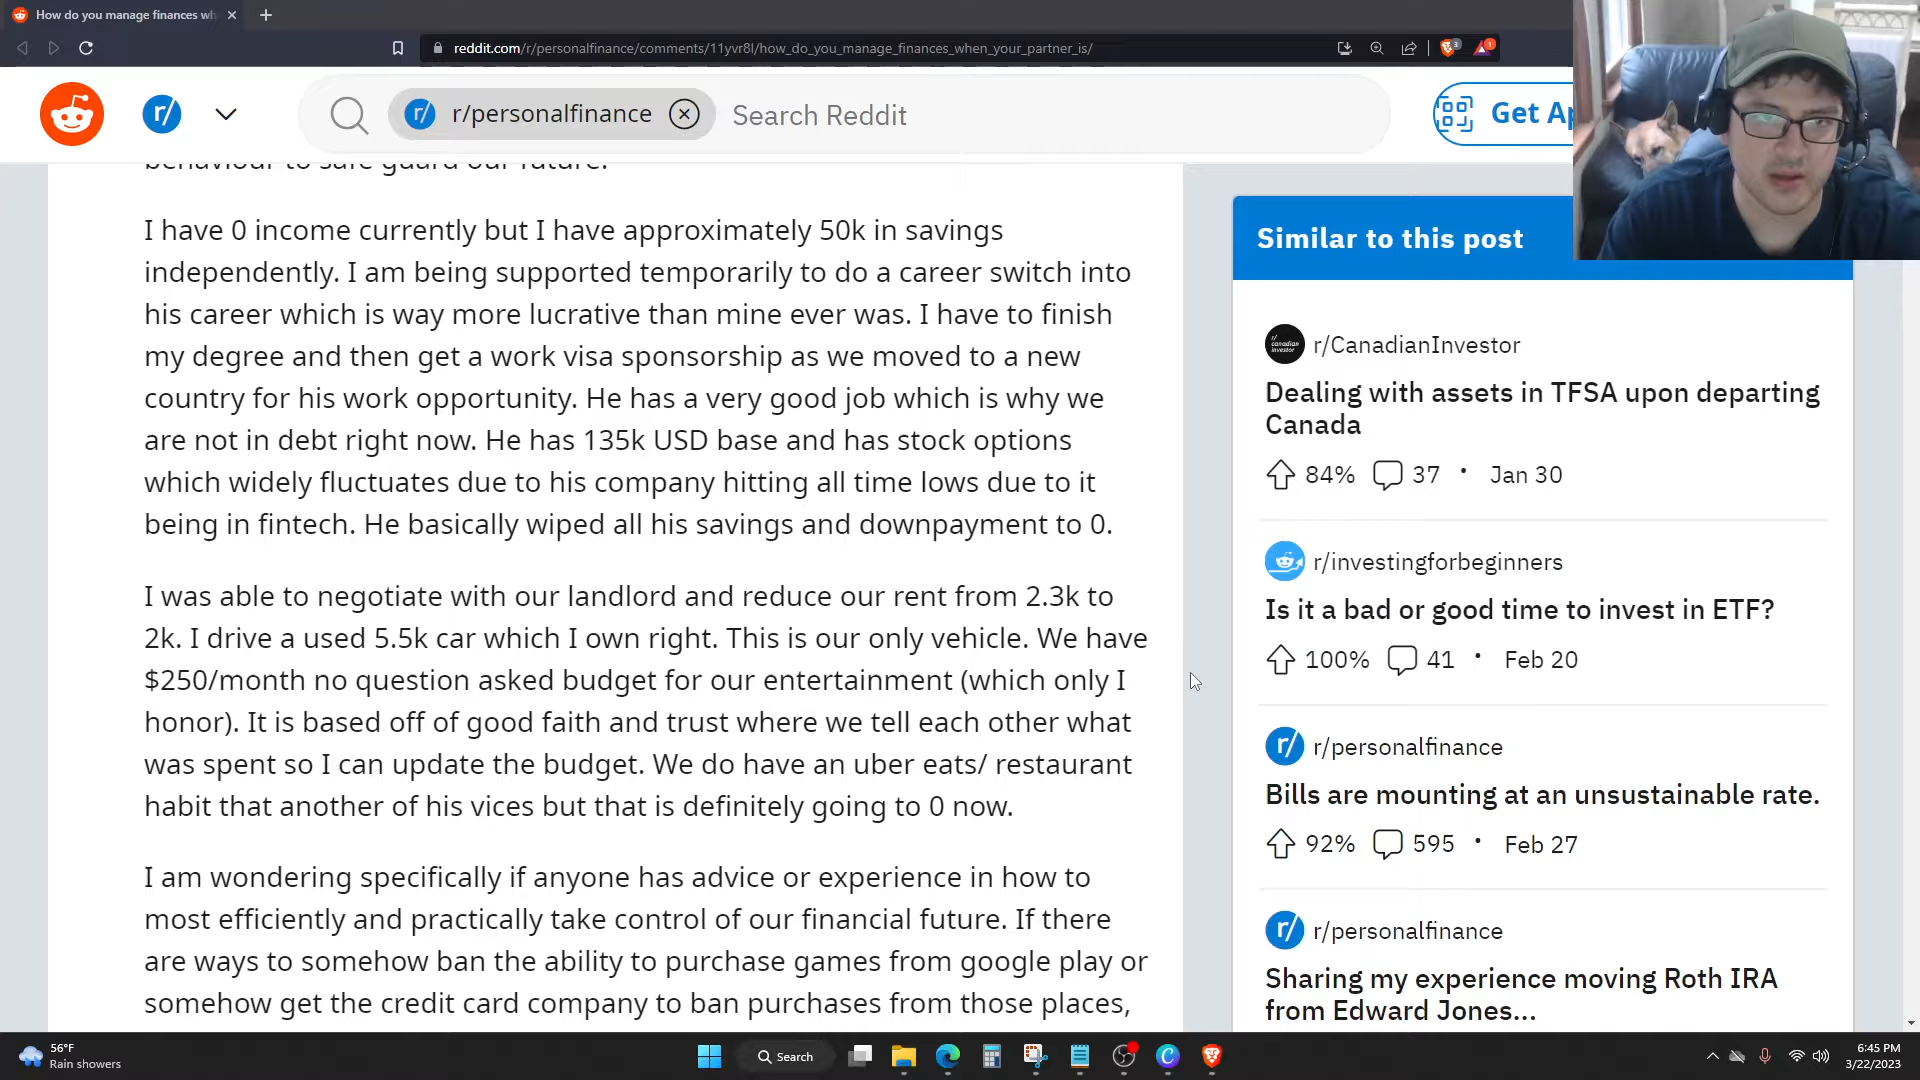 How do you manage finances wh
reddit.com/r/personalfinance/comments/11yvr8l/how_do_you_manage_finances_when_your_partner_is/
r/
r/ r/personalfinance Search Reddit
Get Ap
behaviour to safe guard our future.
I have 0 income currently but I have approximately 50k in savings
independently. I am being supported temporarily to do a career switch into
his career which is way more lucrative than mine ever was. I have to finish
my degree and then get a work visa sponsorship as we moved to a new
country for his work opportunity. He has a very good job which is why we
are not in debt right now. He has 135k USD base and has stock options
which widely fluctuates due to his company hitting all time lows due to it
being in fintech. He basically wiped all his savings and downpayment to 0.
I was able to negotiate with our landlord and reduce our rent from 2.3k to
2k. I drive a used 5.5k car which I own right. This is our only vehicle. We have
$250/month no question asked budget for our entertainment (which only I
honor). It is based off of good faith and trust where we tell each other what
was spent so I can update the budget. We do have an uber eats/ restaurant
habit that another of his vices but that is definitely going to 0 now.
I am wondering specifically if anyone has advice or experience in how to
most efficiently and practically take control of our financial future. If there
are ways to somehow ban the ability to purchase games from google play or
somehow get the credit card company to ban purchases from those places,
Similar to this post
r/CanadianInvestor
Dealing with assets in TFSA upon departing
Canada
84% 37 • Jan 30
r/investingforbeginners
Is it a bad or good time to invest in ETF?
100% 41 • Feb 20
r/ r/personalfinance
Bills are mounting at an unsustainable rate.
92% 595 • Feb 27
r/ r/personalfinance
Sharing my experience moving Roth IRA
from Edward Jones...
56°F
Rain showers
Search
6:45 PM
3/22/2023